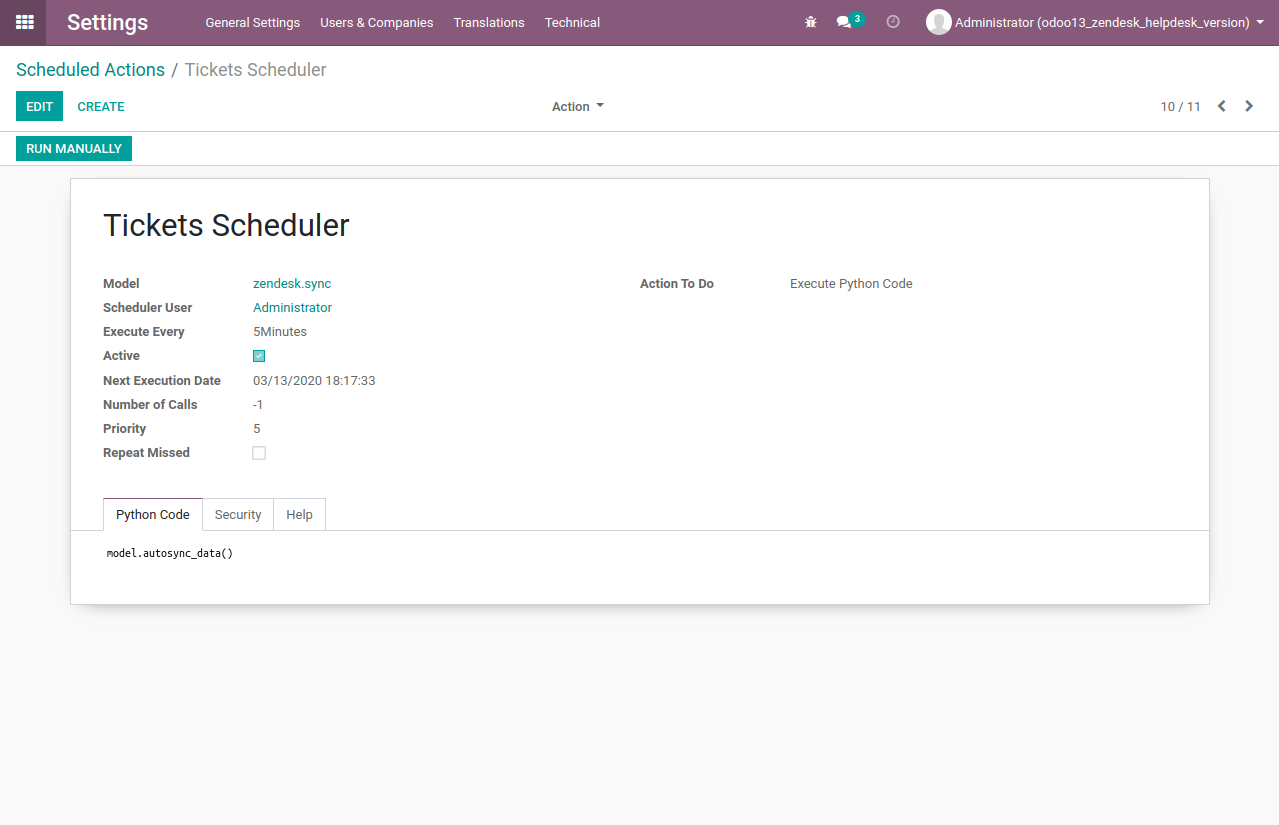 Settings General Settings Users & Companies Translations Technical 3 Administrator (odoo13_zendesk_helpdesk_version)
Scheduled Actions / Tickets Scheduler
EDIT CREATE Action 10 / 11
RUN MANUALLY
Tickets Scheduler
Model zendesk.sync Action To Do Execute Python Code
Scheduler User Administrator
Execute Every 5Minutes
Active
Next Execution Date 03/13/2020 18:17:33
Number of Calls -1
Priority 5
Repeat Missed
Python Code Security Help
model.autosync_data()